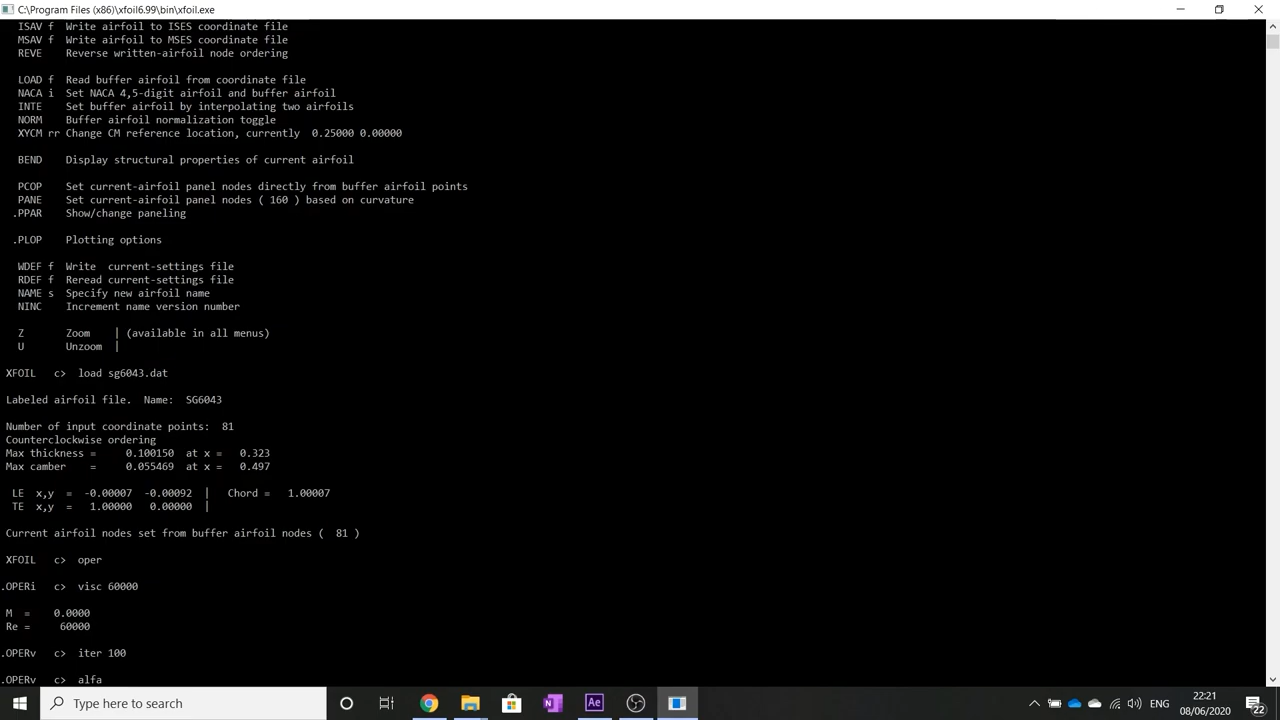 C:\Program Files (x86)\xfoil6.99\bin\xfoil.exe
ISAV f  Write airfoil to ISES coordinate file
MSAV f  Write airfoil to MSES coordinate file
REVE    Reverse written-airfoil node ordering
LOAD f  Read buffer airfoil from coordinate file
NACA i  Set NACA 4,5-digit airfoil and buffer airfoil
INTE    Set buffer airfoil by interpolating two airfoils
NORM    Buffer airfoil normalization toggle
XYCM rr Change CM reference location, currently  0.25000 0.00000
BEND    Display structural properties of current airfoil
PCOP    Set current-airfoil panel nodes directly from buffer airfoil points
PANE    Set current-airfoil panel nodes ( 160 ) based on curvature
.PPAR    Show/change paneling
.PLOP    Plotting options
WDEF f  Write  current-settings file
RDEF f  Reread current-settings file
NAME s  Specify new airfoil name
NINC    Increment name version number
Z       Zoom    | (available in all menus)
U       Unzoom  |
XFOIL   c>  load sg6043.dat
Labeled airfoil file.  Name:  SG6043
Number of input coordinate points:  81
Counterclockwise ordering
Max thickness =     0.100150  at x =   0.323
Max camber    =     0.055469  at x =   0.497
LE  x,y  =  -0.00007  -0.00092  |   Chord =   1.00007
TE  x,y  =   1.00000   0.00000  |
Current airfoil nodes set from buffer airfoil nodes (  81 )
XFOIL   c>  oper
.OPERi   c>  visc 60000
M  =    0.0000
Re =     60000
.OPERv   c>  iter 100
.OPERv   c>  alfa
Type here to search
Ae
ENG
22:21
08/06/2020
22